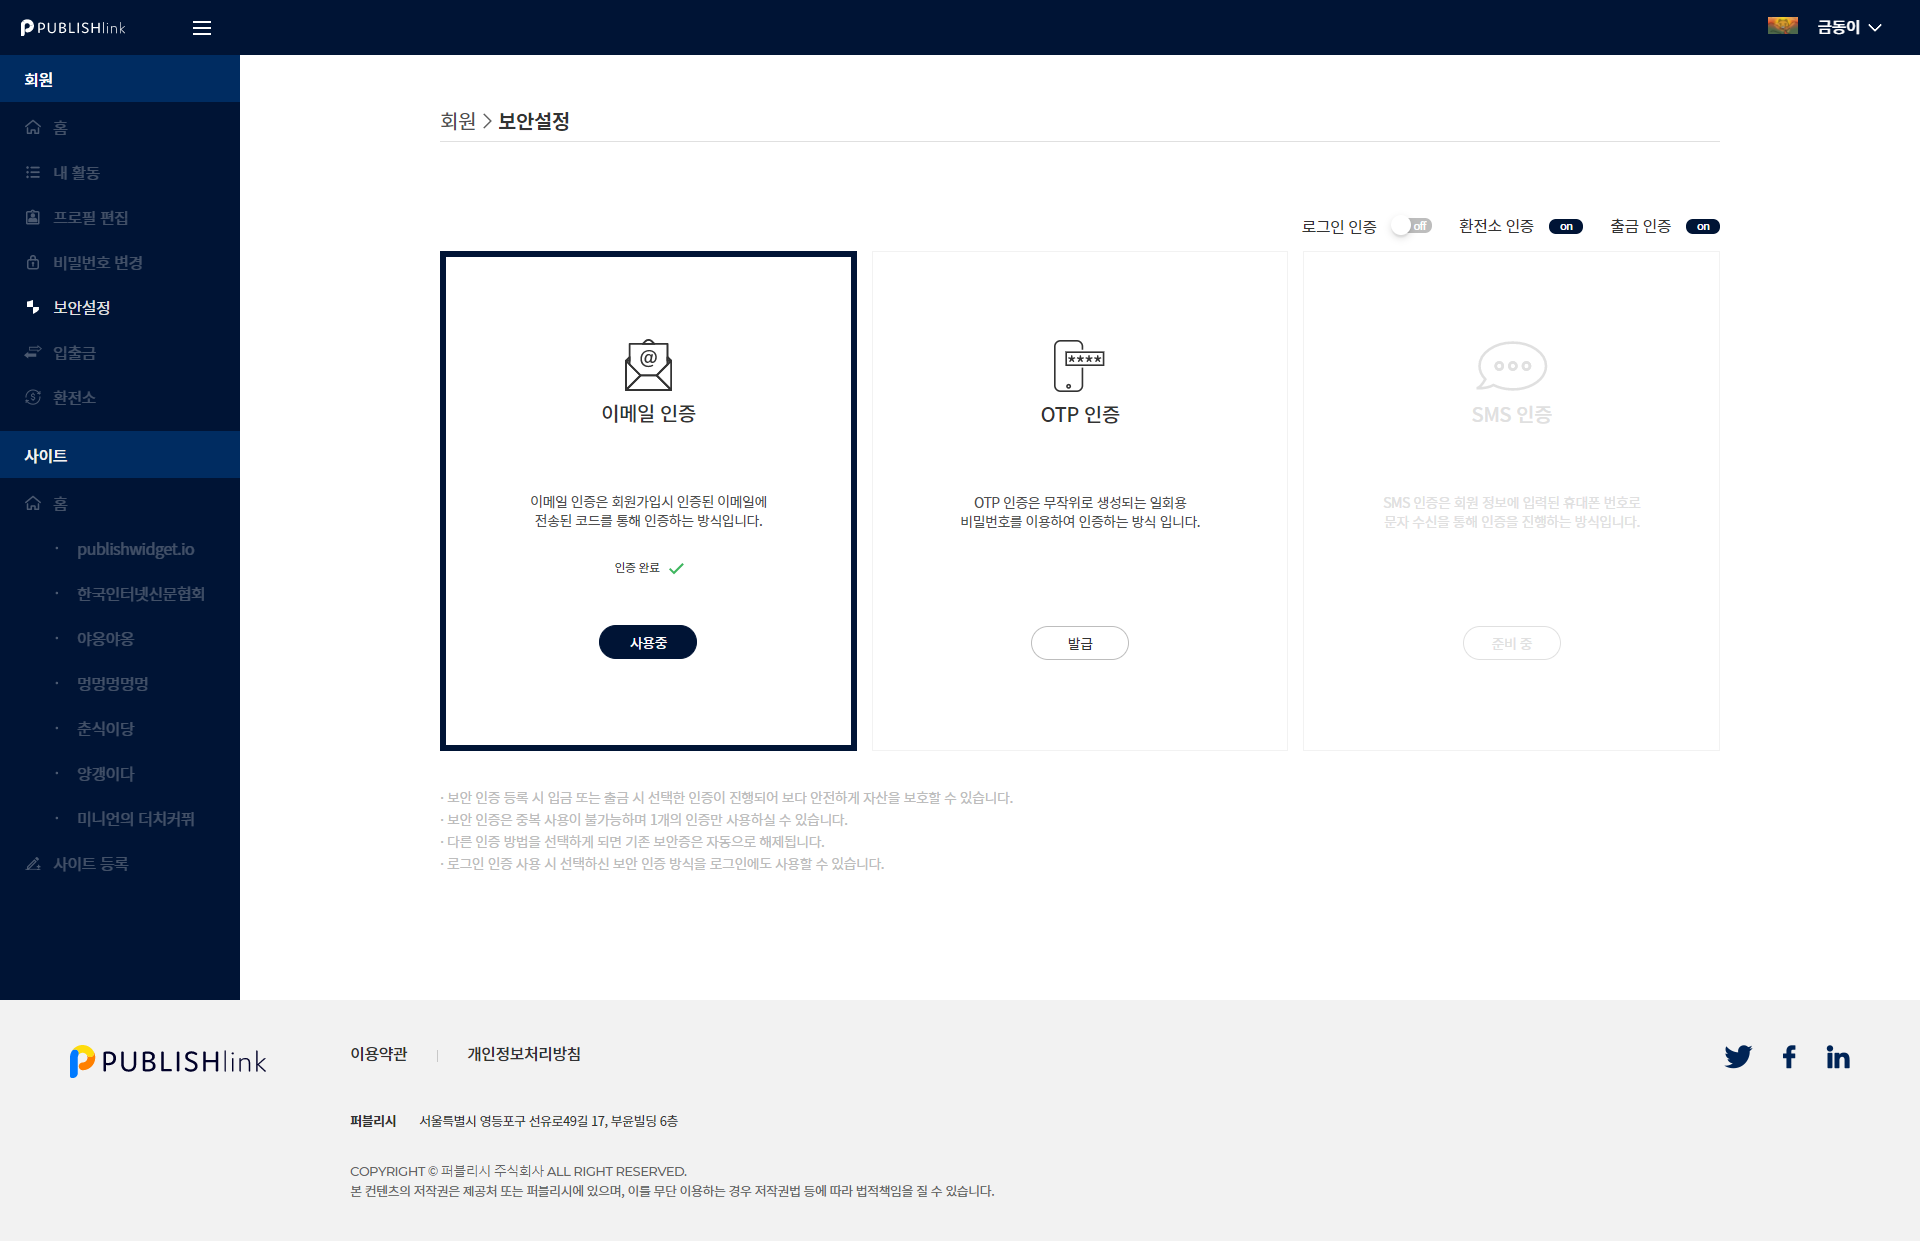 PUBLISHlink
금동이
회원
홈
내 활동
프로필 편집
비밀번호 변경
보안설정
입출금
환전소
사이트
홈
· publishwidget.io
· 한국인터넷신문협회
· 야옹야옹
· 멍멍멍멍멍
· 춘식이당
· 양갱이다
· 미니언의 더치커퓌
사이트 등록
회원 > 보안설정
로그인 인증 off 환전소 인증 on 출금 인증 on
@
이메일 인증
이메일 인증은 회원가입시 인증된 이메일에
전송된 코드를 통해 인증하는 방식입니다.
인증 완료
사용중
****
OTP 인증
OTP 인증은 무작위로 생성되는 일회용
비밀번호를 이용하여 인증하는 방식 입니다.
발급
SMS 인증
SMS 인증은 회원 정보에 입력된 휴대폰 번호로
문자 수신을 통해 인증을 진행하는 방식입니다.
준비 중
· 보안 인증 등록 시 입금 또는 출금 시 선택한 인증이 진행되어 보다 안전하게 자산을 보호할 수 있습니다.
· 보안 인증은 중복 사용이 불가능하며 1개의 인증만 사용하실 수 있습니다.
· 다른 인증 방법을 선택하게 되면 기존 보안증은 자동으로 해제됩니다.
· 로그인 인증 사용 시 선택하신 보안 인증 방식을 로그인에도 사용할 수 있습니다.
PUBLISHlink
이용약관 | 개인정보처리방침
퍼블리시 서울특별시 영등포구 선유로49길 17, 부윤빌딩 6층
COPYRIGHT © 퍼블리시 주식회사 ALL RIGHT RESERVED.
본 컨텐츠의 저작권은 제공처 또는 퍼블리시에 있으며, 이를 무단 이용하는 경우 저작권법 등에 따라 법적책임을 질 수 있습니다.